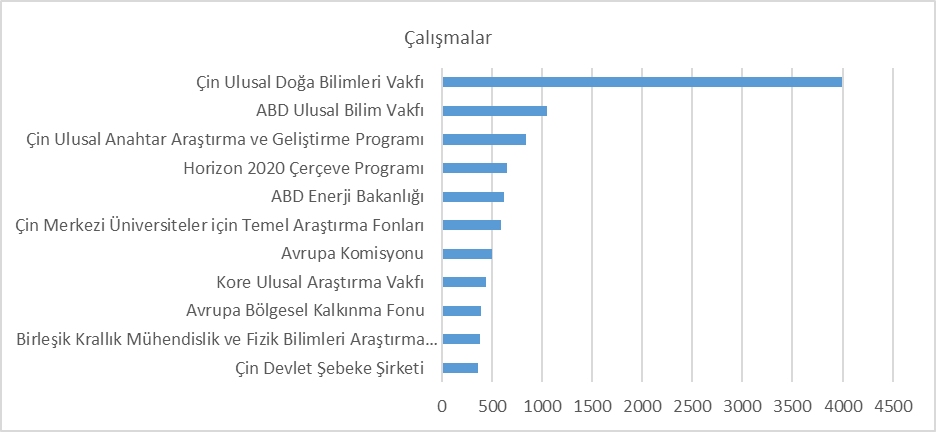 Çalışmalar
Çin Ulusal Doğa Bilimleri Vakfı
ABD Ulusal Bilim Vakfı
Çin Ulusal Anahtar Araştırma ve Geliştirme Programı
Horizon 2020 Çerçeve Programı
ABD Enerji Bakanlığı
Çin Merkezi Üniversiteler için Temel Araştırma Fonları
Avrupa Komisyonu
Kore Ulusal Araştırma Vakfı
Avrupa Bölgesel Kalkınma Fonu
Birleşik Krallık Mühendislik ve Fizik Bilimleri Araştırma...
Çin Devlet Şebeke Şirketi
0 500 1000 1500 2000 2500 3000 3500 4000 4500